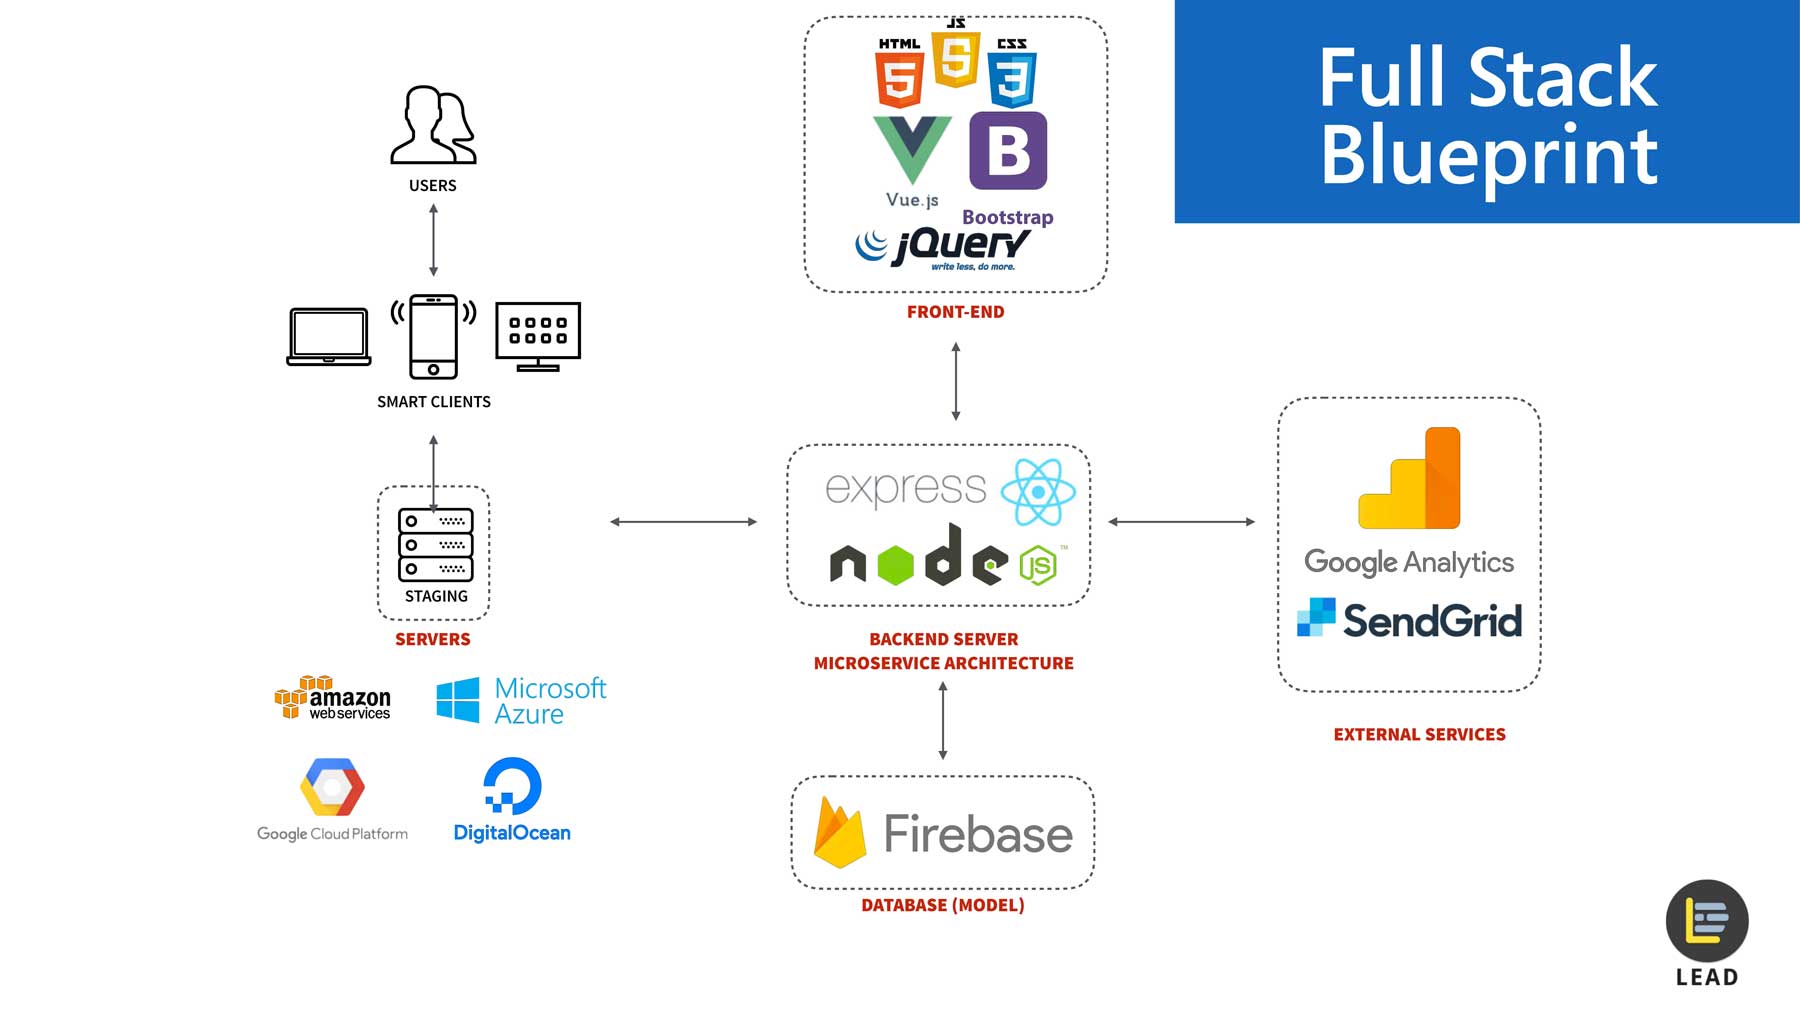 Full Stack
Blueprint
USERS
SMART CLIENTS
STAGING
SERVERS
amazon
web services
Microsoft
Azure
Google Cloud Platform
DigitalOcean
JS
HTML
CSS
5
5
3
B
Vue.js
Bootstrap
jQuery
write less, do more.
FRONT-END
express
node
JS
TM
BACKEND SERVER
MICROSERVICE ARCHITECTURE
Firebase
DATABASE (MODEL)
Google Analytics
SendGrid
EXTERNAL SERVICES
LEAD